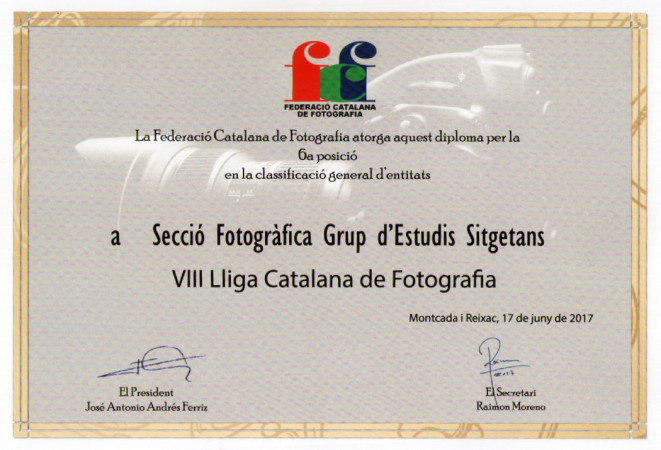 fcf
FEDERACIÓ CATALANA
DE FOTOGRAFIA
La Federació Catalana de Fotografia atorga aquest diploma per la
6a posició
en la classificació general d'entitats
a Secció Fotogràfica Grup d'Estudis Sitgetans
VIII Lliga Catalana de Fotografia
Montcada i Reixac, 17 de juny de 2017
El President
José Antonio Andrés Ferriz
El Secretari
Raimon Moreno